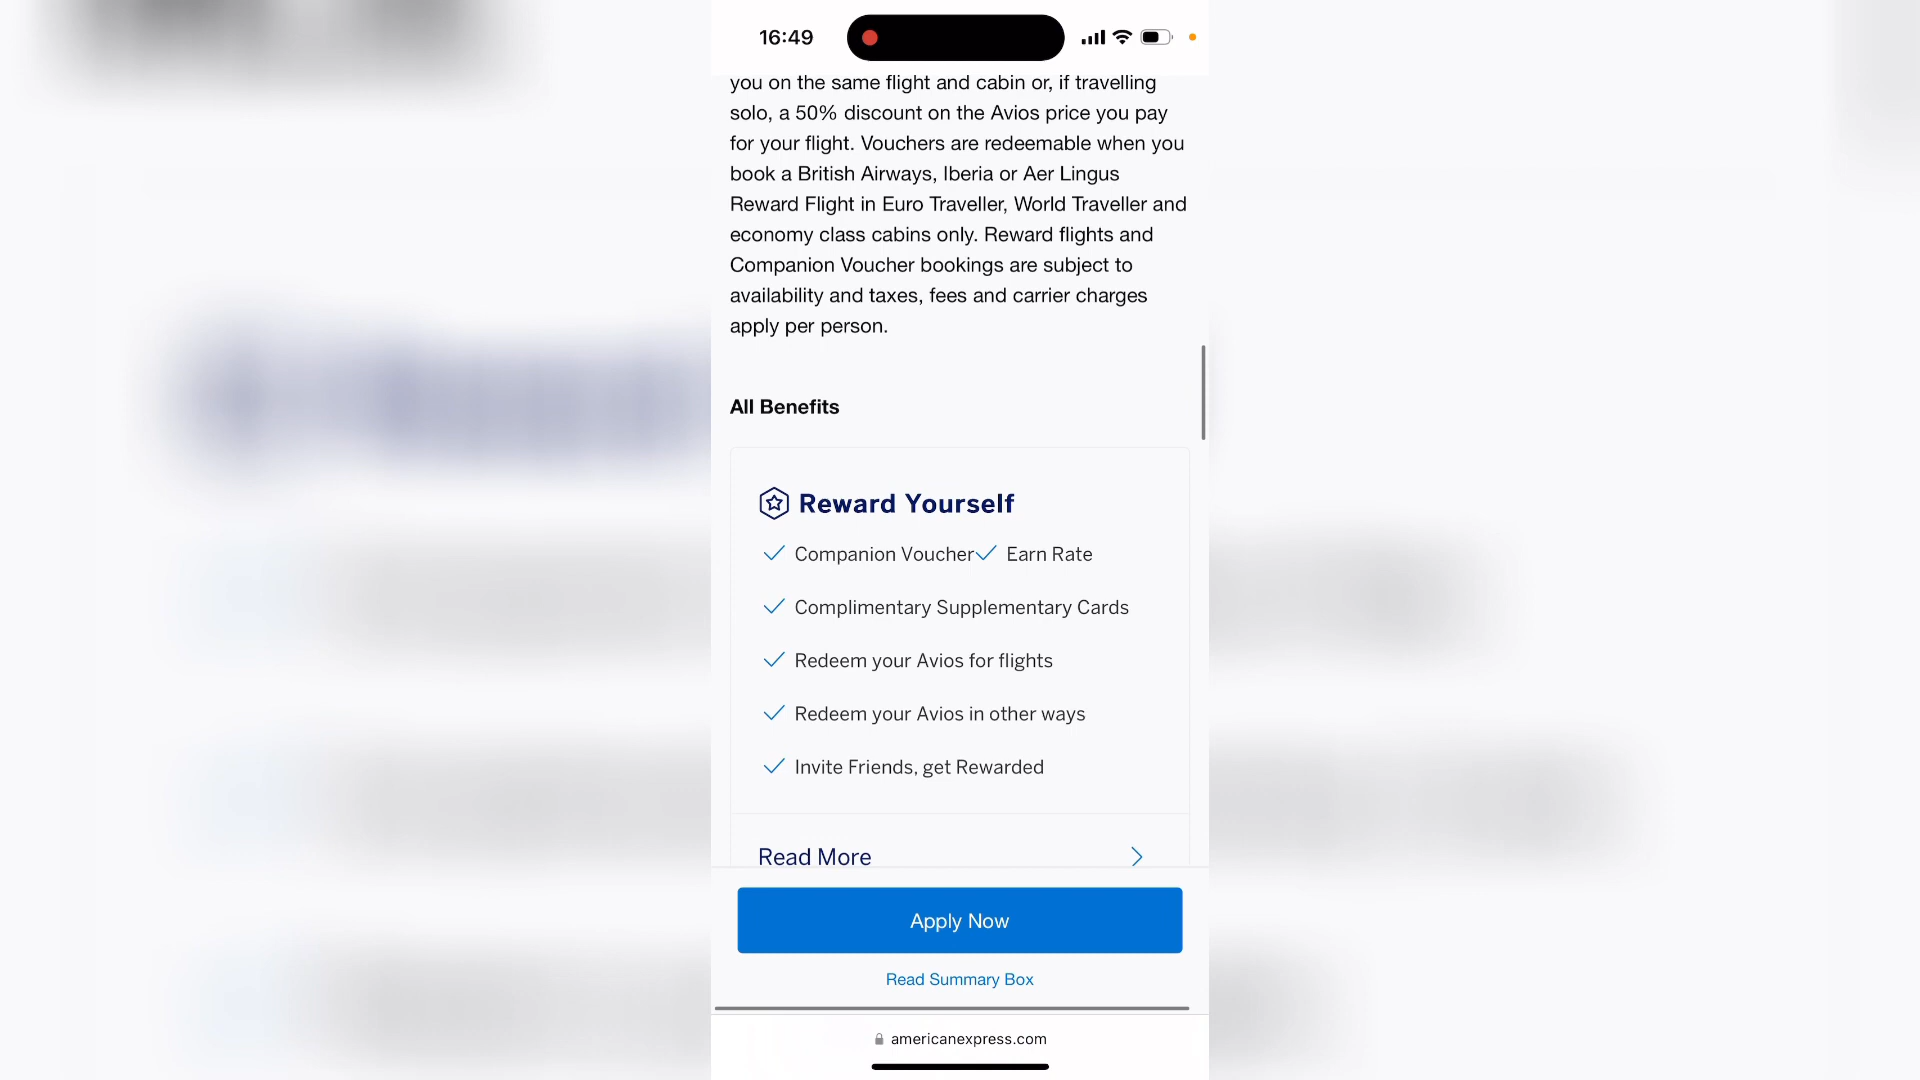 16:49
you on the same flight and cabin or, if travelling
solo, a 50% discount on the Avios price you pay
for your flight. Vouchers are redeemable when you
book a British Airways, Iberia or Aer Lingus
Reward Flight in Euro Traveller, World Traveller and
economy class cabins only. Reward flights and
Companion Voucher bookings are subject to
availability and taxes, fees and carrier charges
apply per person.
All Benefits
Reward Yourself
Companion Voucher Earn Rate
Complimentary Supplementary Cards
Redeem your Avios for flights
Redeem your Avios in other ways
Invite Friends, get Rewarded
Read More
Apply Now
Read Summary Box
americanexpress.com